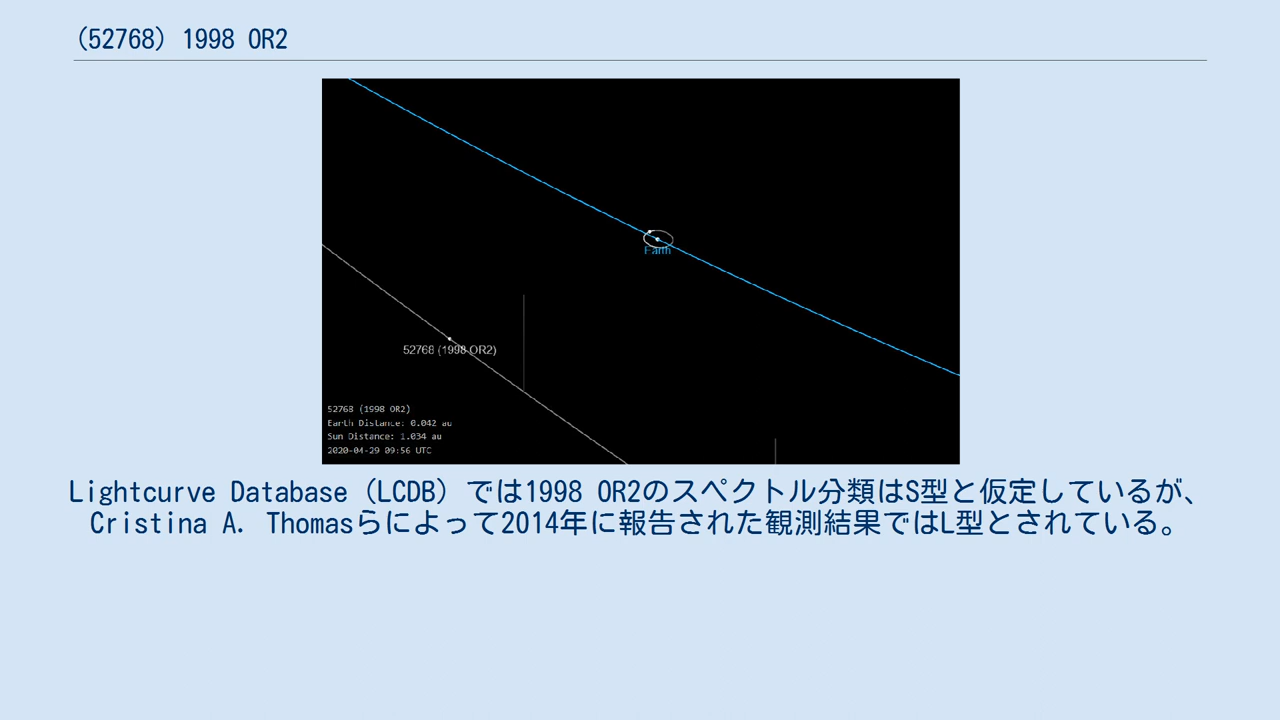 (52768) 1998 OR2
Earth
52768 (1998 OR2)
52768 (1998 OR2)
Earth Distance: 0.042 au
Sun Distance: 1.034 au
2020-04-29 09:56 UTC
Lightcurve Database (LCDB) では1998 OR2のスペクトル分類はS型と仮定しているが、
Cristina A. Thomasらによって2014年に報告された観測結果ではL型とされている。